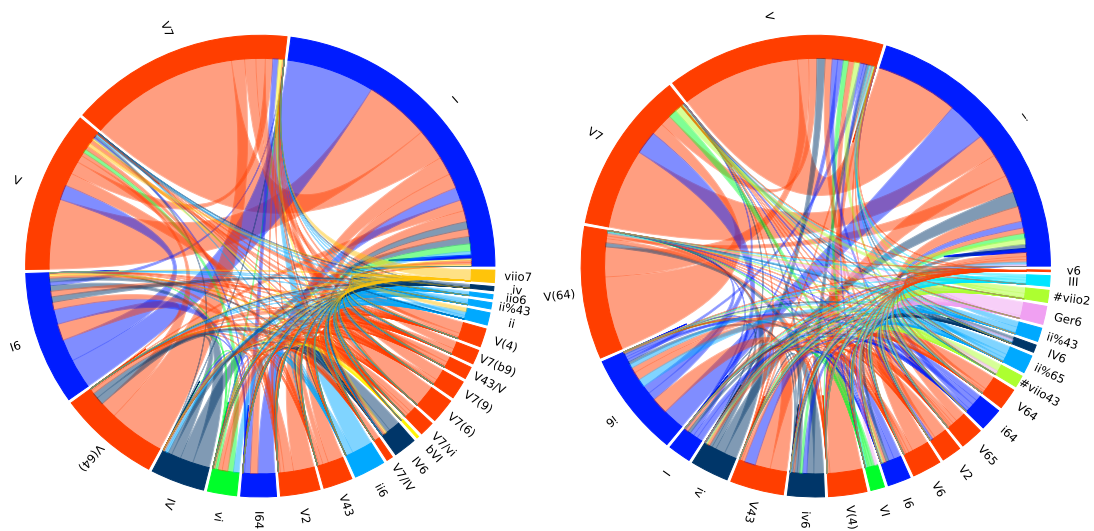 V7
I
V
I6
V(64)
IV
vi
I64
V2
V43
ii6
V7/IV
IV6
bVI
V7/vi
V7(6)
V7(9)
V43/V
V7(b9)
V(4)
ii
ii%43
iio6
iv
viio7
V
i
V7
V(64)
i6
I
iv
V43
iv6
V(4)
VI
I6
V6
V2
V65
i64
V64
#viio43
ii%65
IV6
ii%43
Ger6
#viio2
III
v6